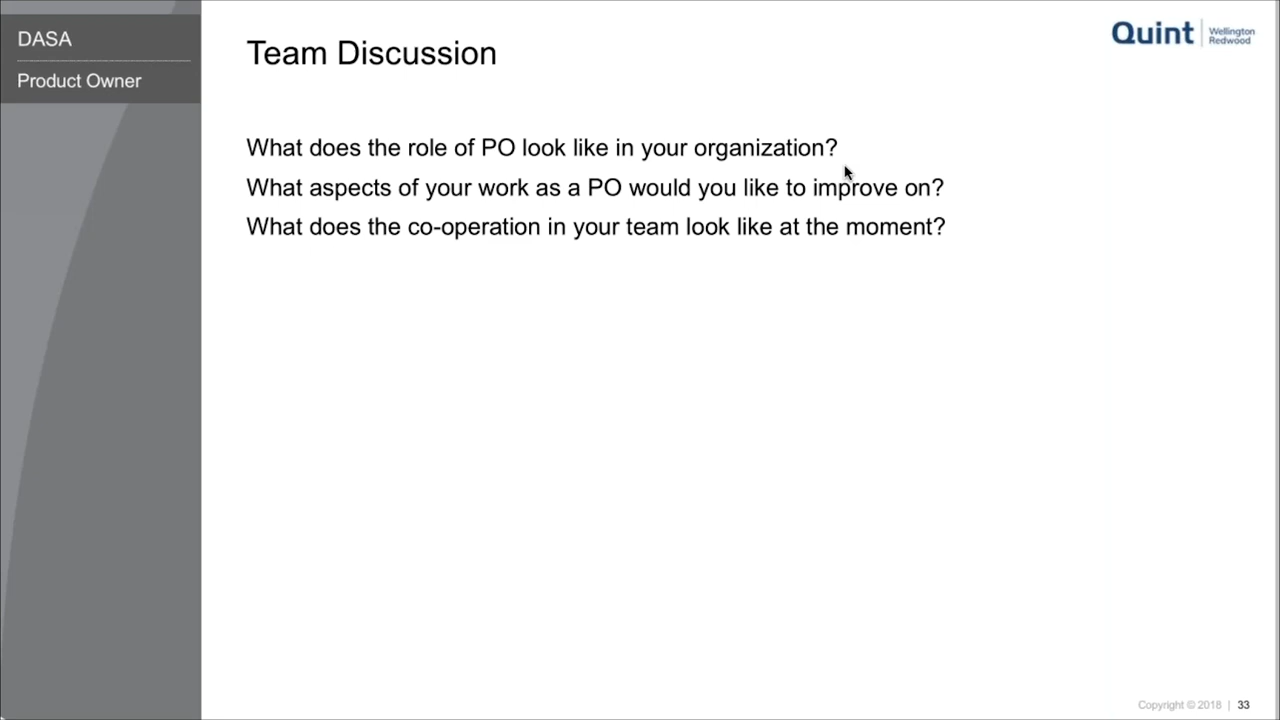 DASA
Product Owner
Team Discussion
Quint
Wellington
Redwood
What does the role of PO look like in your organization?
What aspects of your work as a PO would you like to improve on?
What does the co-operation in your team look like at the moment?
Copyright © 2018 | 33